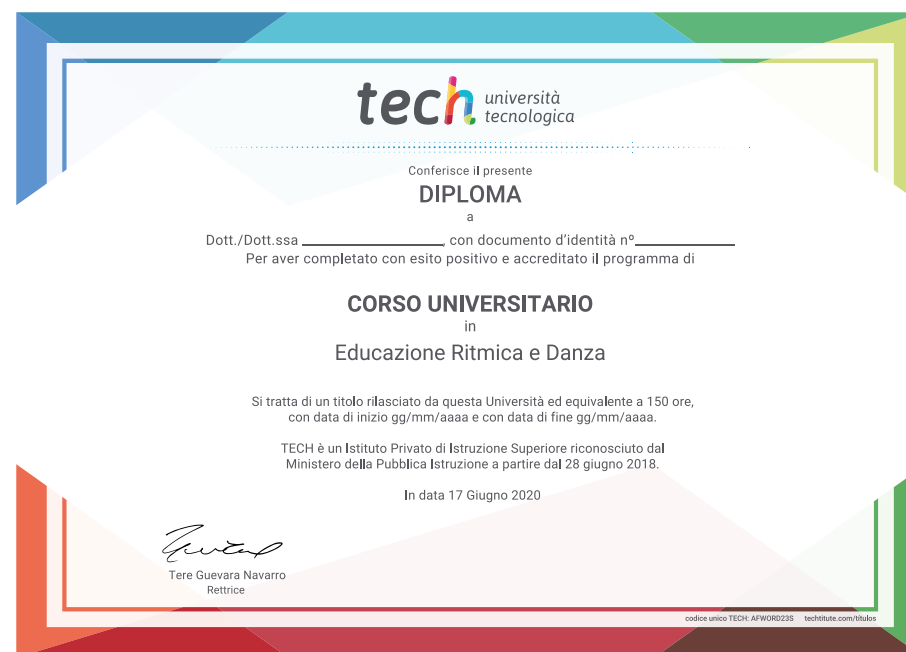 tech università
tecnologica
Conferisce il presente
DIPLOMA
a
Dott./Dott.ssa ____________________, con documento d'identità nº______________
Per aver completato con esito positivo e accreditato il programma di
CORSO UNIVERSITARIO
in
Educazione Ritmica e Danza
Si tratta di un titolo rilasciato da questa Università ed equivalente a 150 ore,
con data di inizio gg/mm/aaaa e con data di fine gg/mm/aaaa.
TECH è un Istituto Privato di Istruzione Superiore riconosciuto dal
Ministero della Pubblica Istruzione a partire dal 28 giugno 2018.
In data 17 Giugno 2020
Tere Guevara Navarro
Rettrice
codice unico TECH: AFWORD23S techtitute.com/títulos